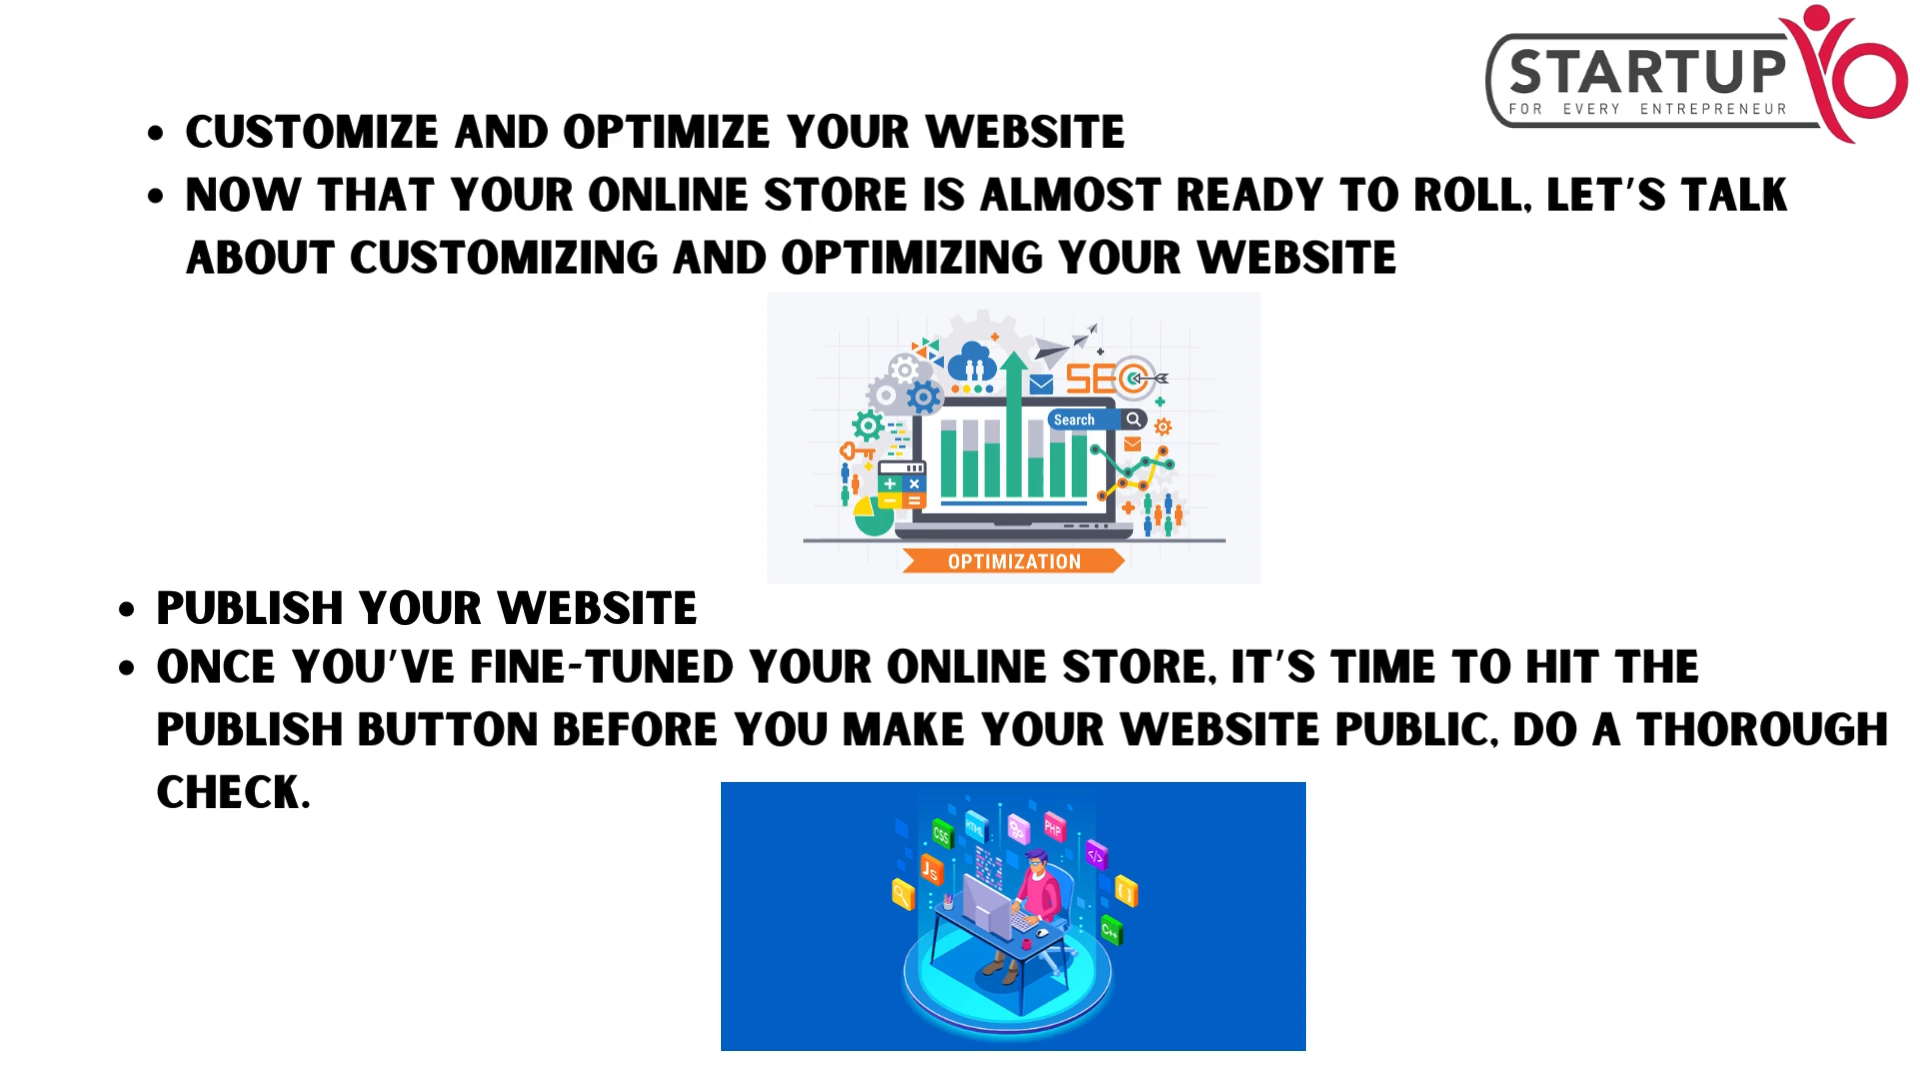 STARTUP YO
FOR EVERY ENTREPRENEUR
• CUSTOMIZE AND OPTIMIZE YOUR WEBSITE
• NOW THAT YOUR ONLINE STORE IS ALMOST READY TO ROLL, LET'S TALK
ABOUT CUSTOMIZING AND OPTIMIZING YOUR WEBSITE
SEO
Search
OPTIMIZATION
• PUBLISH YOUR WEBSITE
• ONCE YOU'VE FINE-TUNED YOUR ONLINE STORE, IT'S TIME TO HIT THE
PUBLISH BUTTON BEFORE YOU MAKE YOUR WEBSITE PUBLIC, DO A THOROUGH
CHECK.
CSS
HTML
PHP
</>
JS
{ }
C++